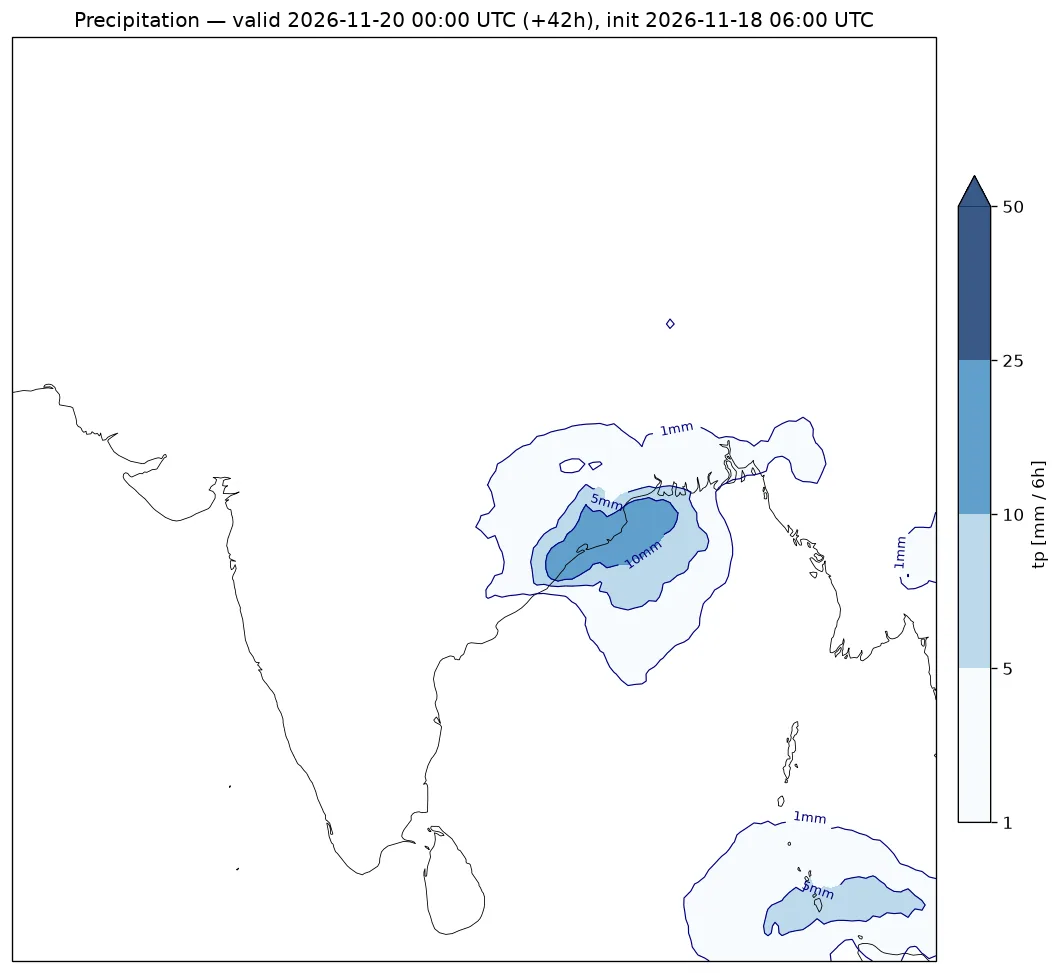 Precipitation — valid 2026-11-20 00:00 UTC (+42h), init 2026-11-18 06:00 UTC
50
25
10
5
1
tp [mm / 6h]
1mm
5mm
10mm
1mm
1mm
5mm